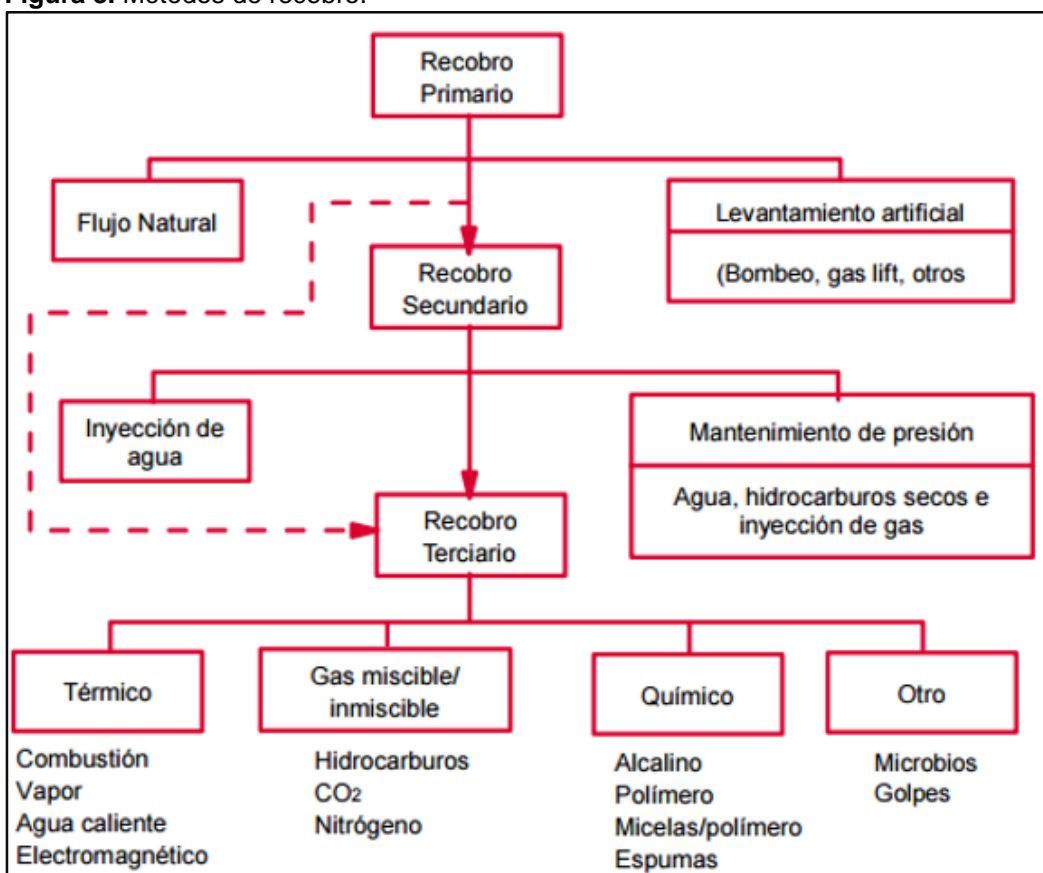 Figura 3. Métodos de recobro.
Recobro
Primario
Flujo Natural
Levantamiento artificial
(Bombeo, gas lift, otros
Recobro
Secundario
Inyección de
agua
Mantenimiento de presión
Agua, hidrocarburos secos e
inyección de gas
Recobro
Terciario
Térmico
Combustión
Vapor
Agua caliente
Electromagnético
Gas miscible/
inmiscible
Hidrocarburos
CO2
Nitrógeno
Químico
Alcalino
Polímero
Micelas/polímero
Espumas
Otro
Microbios
Golpes